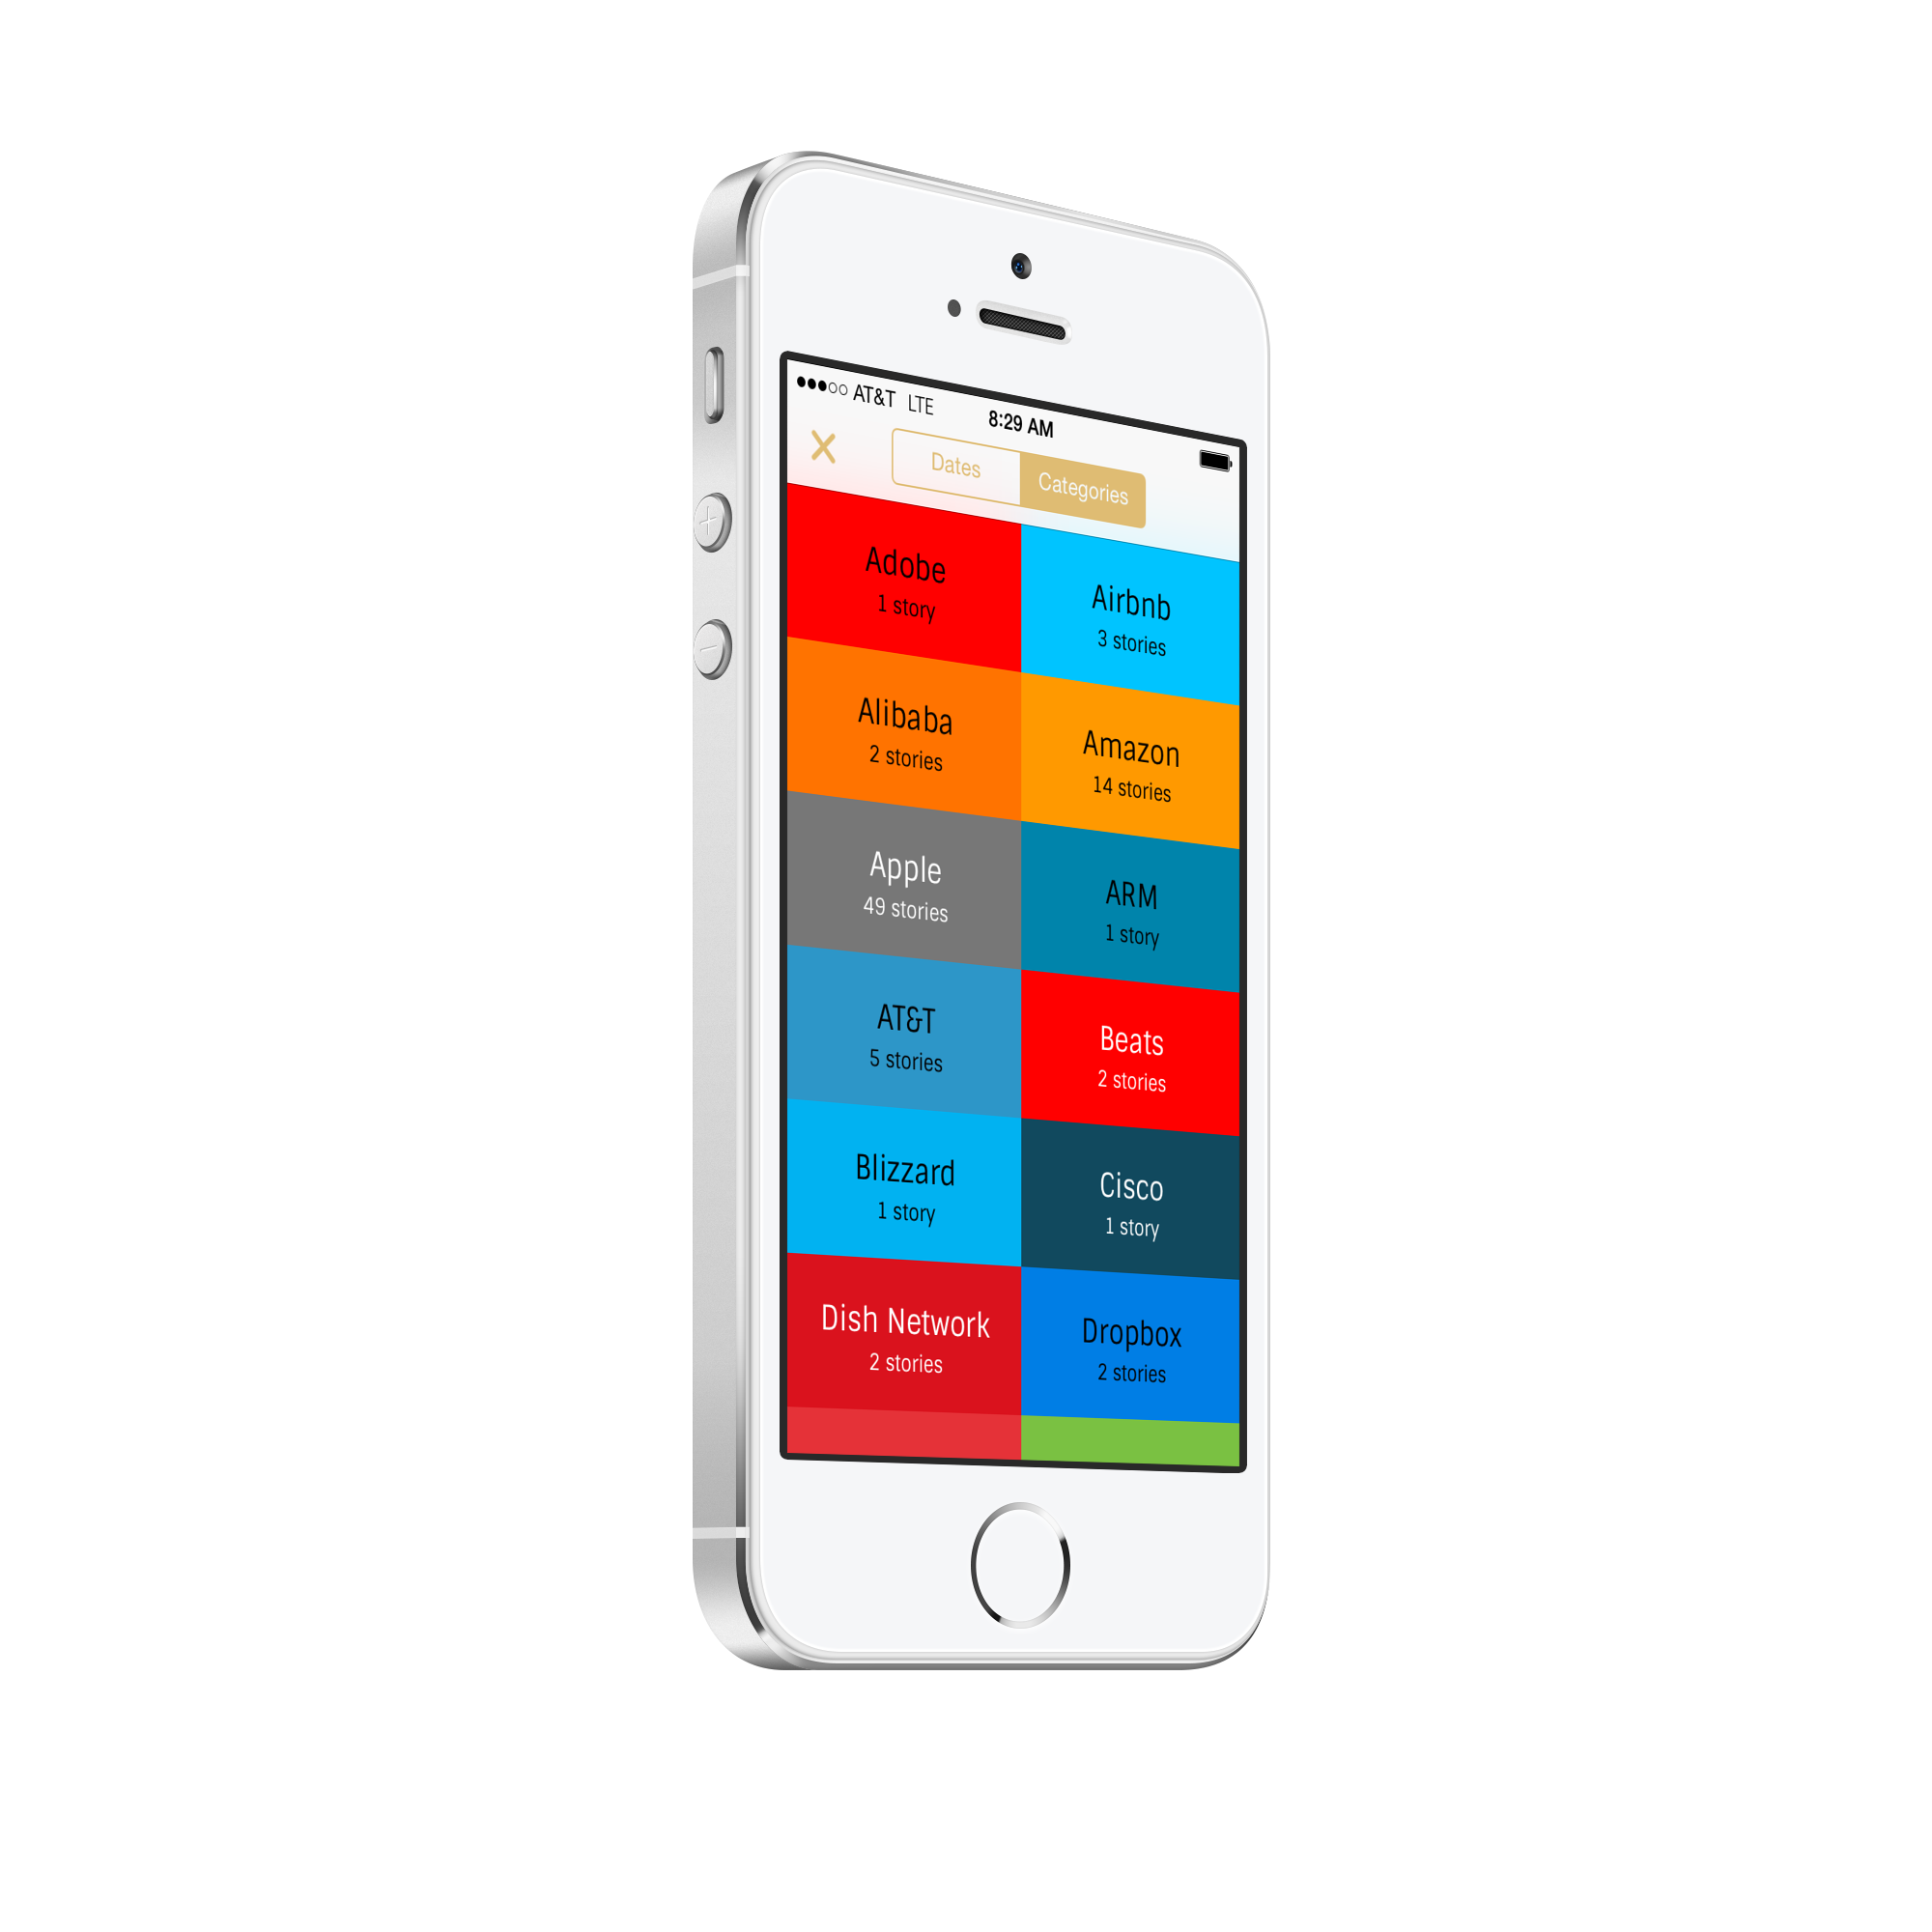 AT&T LTE 8:29 AM
Dates Categories
Adobe
1 story
Airbnb
3 stories
Alibaba
2 stories
Amazon
14 stories
Apple
49 stories
ARM
1 story
AT&T
5 stories
Beats
2 stories
Blizzard
1 story
Cisco
1 story
Dish Network
2 stories
Dropbox
2 stories